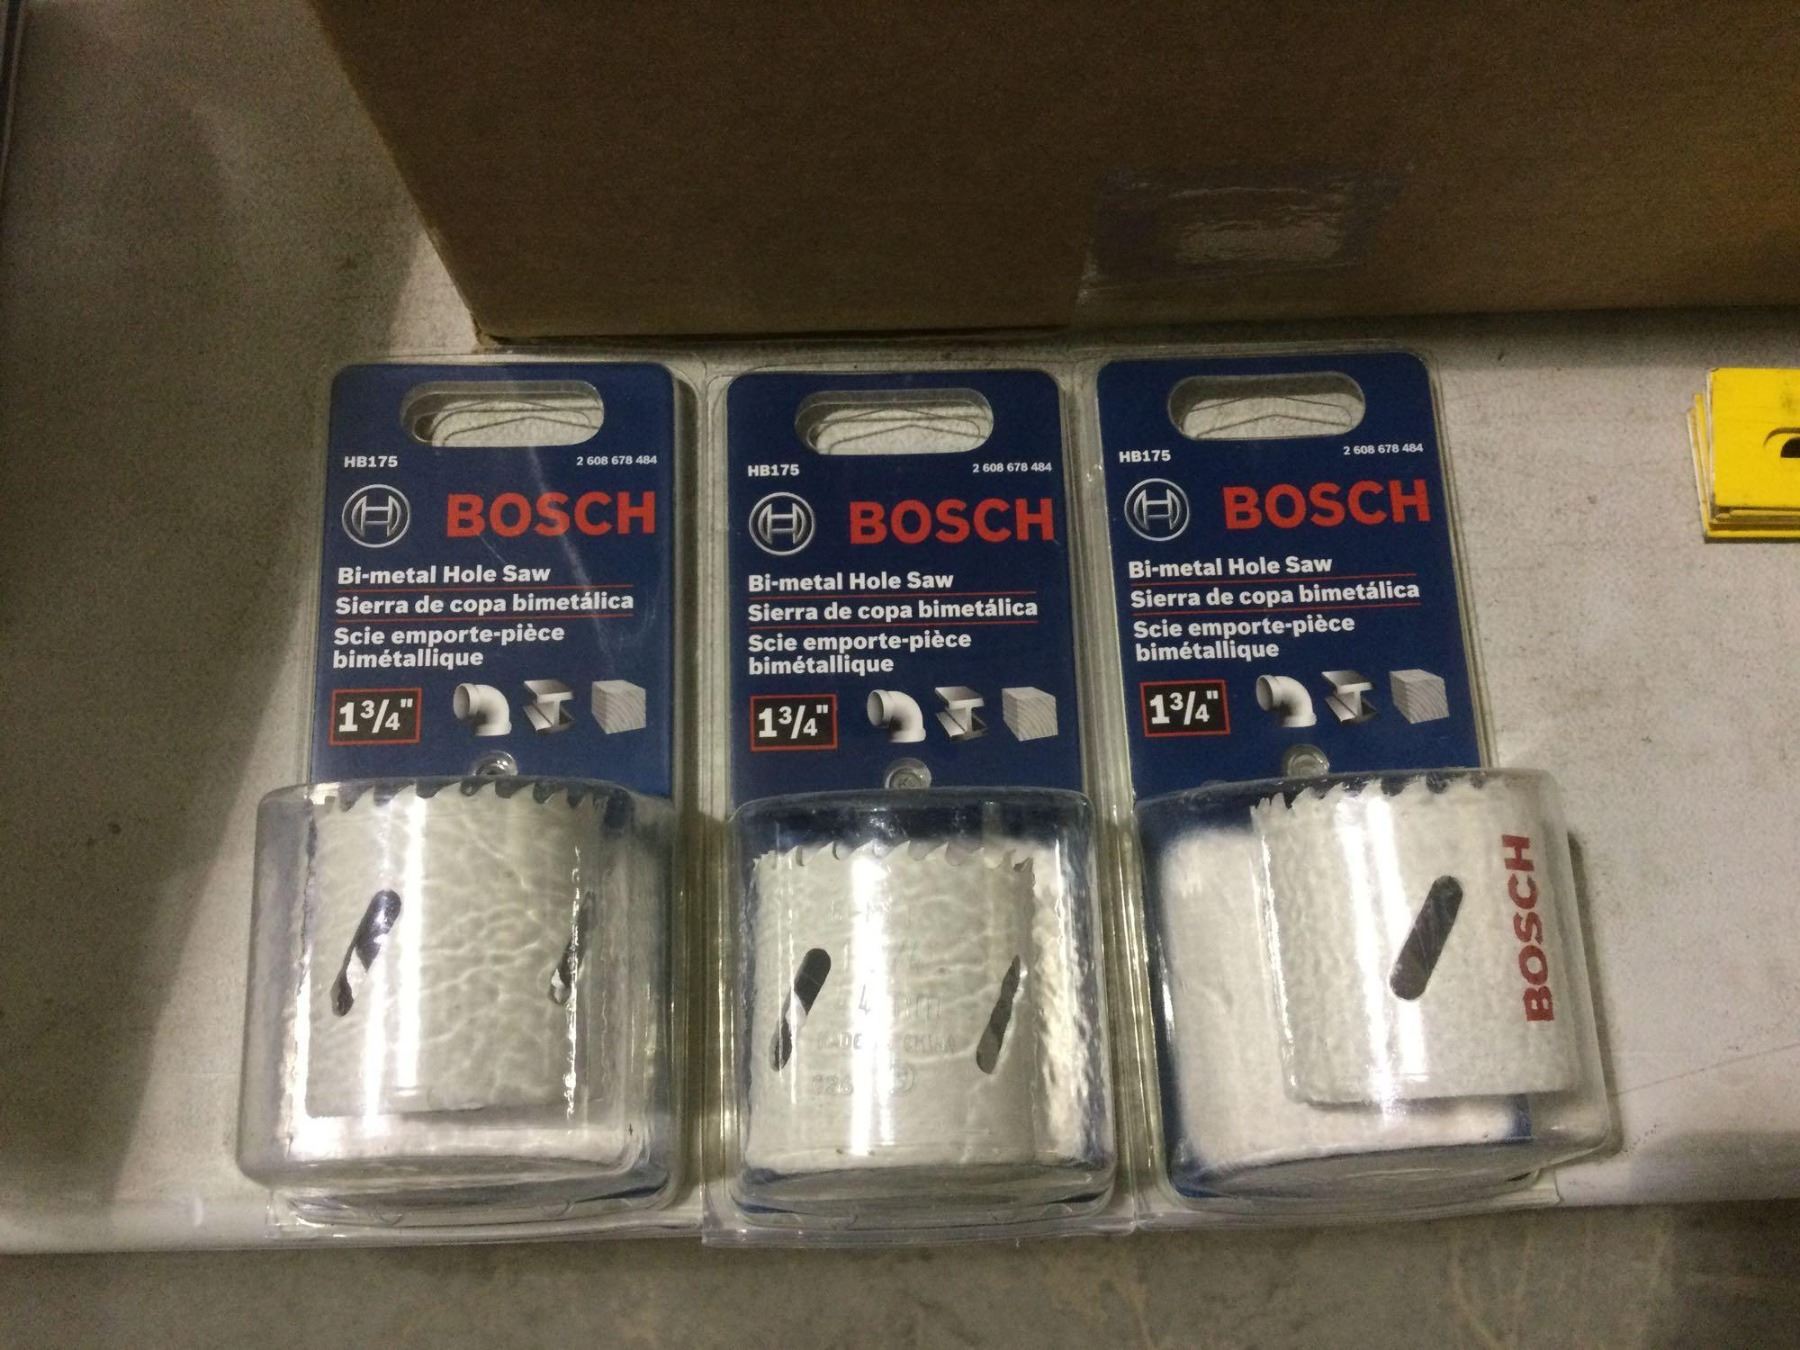 HB175 2 608 678 484
BOSCH
Bi-metal Hole Saw
Sierra de copa bimetálica
Scie emporte-pièce
bimétallique
1 3/4"
HB175 2 608 678 484
BOSCH
Bi-metal Hole Saw
Sierra de copa bimetálica
Scie emporte-pièce
bimétallique
1 3/4"
HB175 2 608 678 484
BOSCH
Bi-metal Hole Saw
Sierra de copa bimetálica
Scie emporte-pièce
bimétallique
1 3/4"
BOSCH